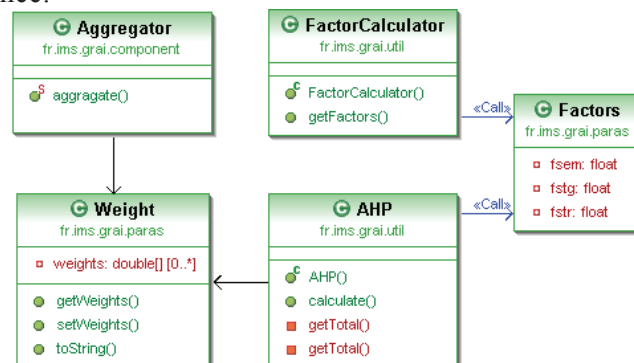 Aggregator
fr.ims.grai.component
aggragate()
FactorCalculator
fr.ims.grai.util
FactorCalculator()
getFactors()
«Call»
Factors
fr.ims.grai.paras
fsem: float
fstg: float
fstr: float
Weight
fr.ims.grai.paras
weights: double[] [0..*]
getWeights()
setWeights()
toString()
AHP
fr.ims.grai.util
AHP()
calculate()
getTotal()
getTotal()
«Call»